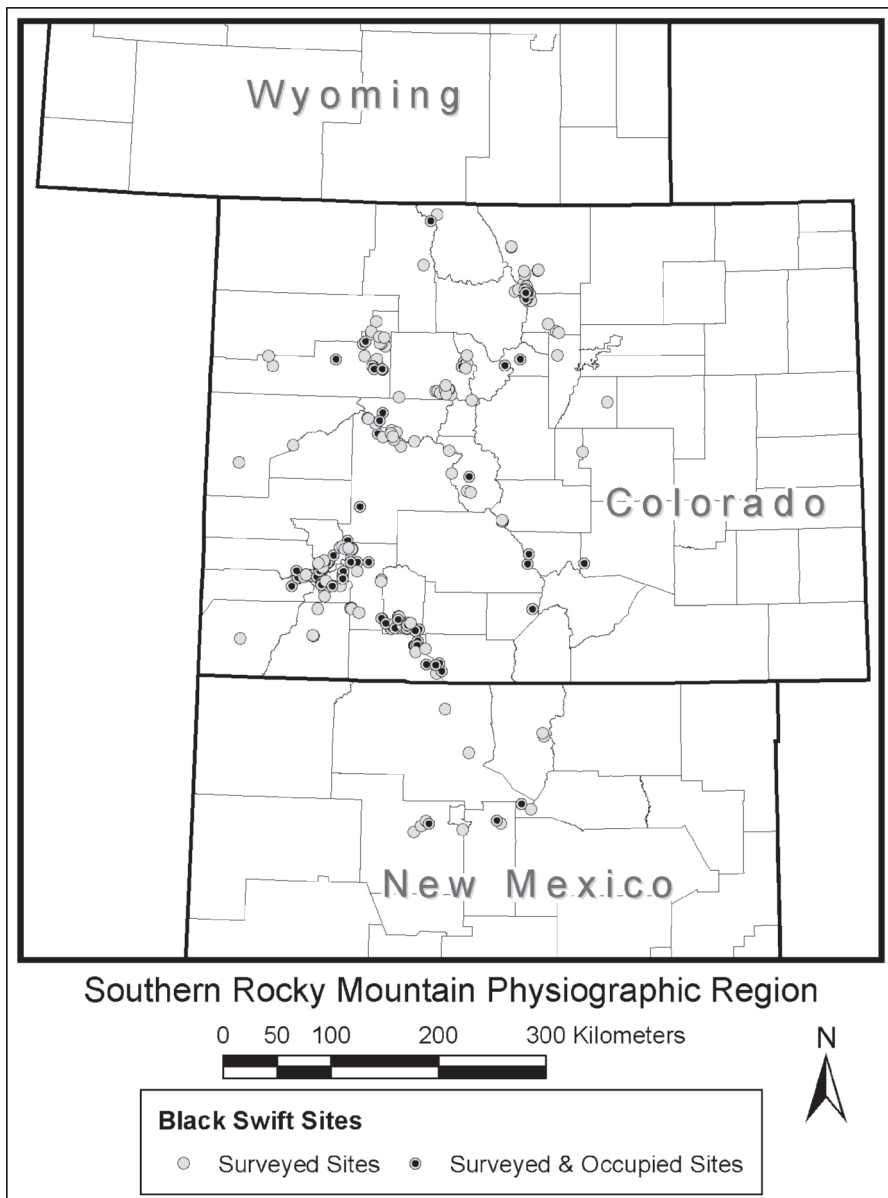 Wyoming
Colorado
New Mexico
Southern Rocky Mountain Physiographic Region
0 50 100 200 300 Kilometers
N
Black Swift Sites
Surveyed Sites Surveyed & Occupied Sites